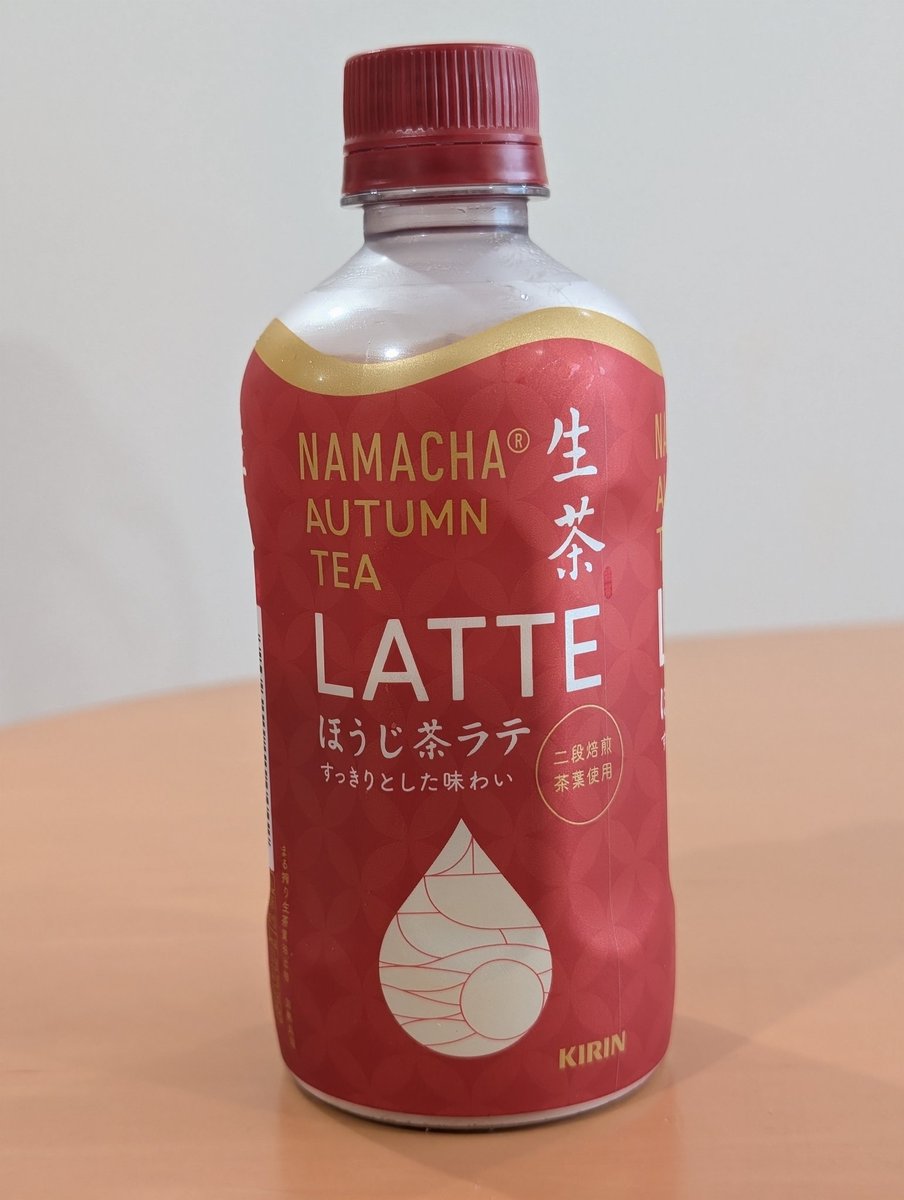 NAMACHA®
AUTUMN
TEA
生茶
LATTE
ほうじ茶ラテ
すっきりとした味わい
二段焙煎
茶葉使用
KIRIN